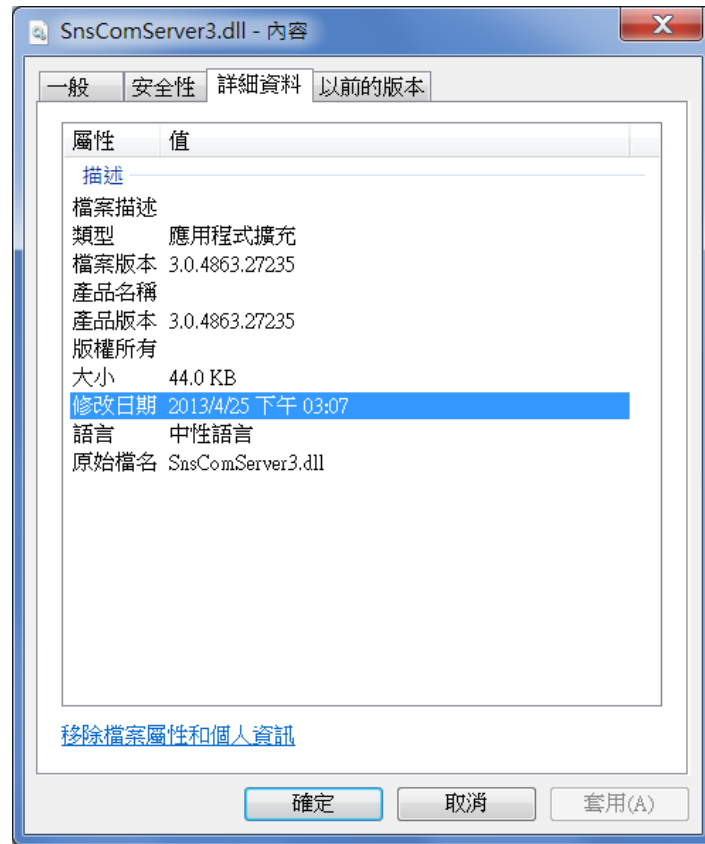 SnsComServer3.dll - 內容
一般 安全性 詳細資料 以前的版本
屬性 值
描述
檔案描述
類型 應用程式擴充
檔案版本 3.0.4863.27235
產品名稱
產品版本 3.0.4863.27235
版權所有
大小 44.0 KB
修改日期 2013/4/25 下午 03:07
語言 中性語言
原始檔名 SnsComServer3.dll
移除檔案屬性和個人資訊
確定 取消 套用(A)